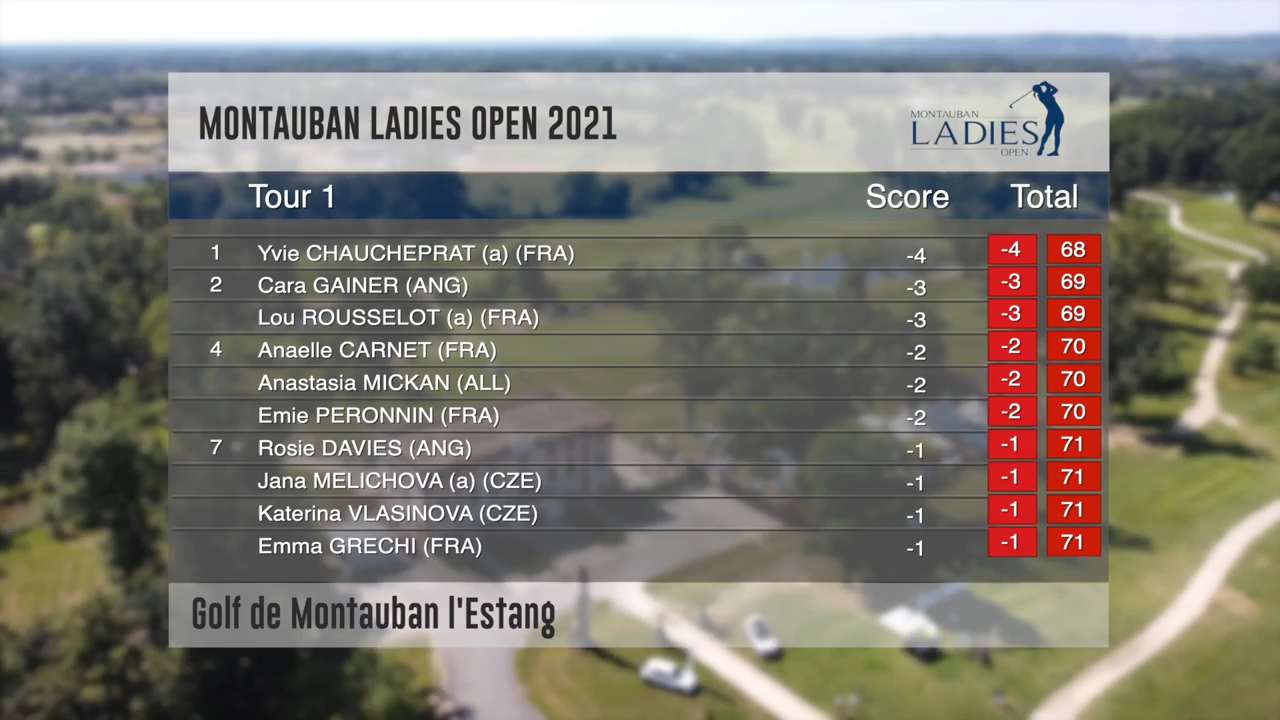 MONTAUBAN LADIES OPEN 2021
MONTAUBAN
LADIES
OPEN
Tour 1 Score Total
1 Yvie CHAUCHEPRAT (a) (FRA) -4 -4 68
2 Cara GAINER (ANG) -3 -3 69
Lou ROUSSELOT (a) (FRA) -3 -3 69
4 Anaelle CARNET (FRA) -2 -2 70
Anastasia MICKAN (ALL) -2 -2 70
Emie PERONNIN (FRA) -2 -2 70
7 Rosie DAVIES (ANG) -1 -1 71
Jana MELICHOVA (a) (CZE) -1 -1 71
Katerina VLASINOVA (CZE) -1 -1 71
Emma GRECHI (FRA) -1 -1 71
Golf de Montauban l'Estang